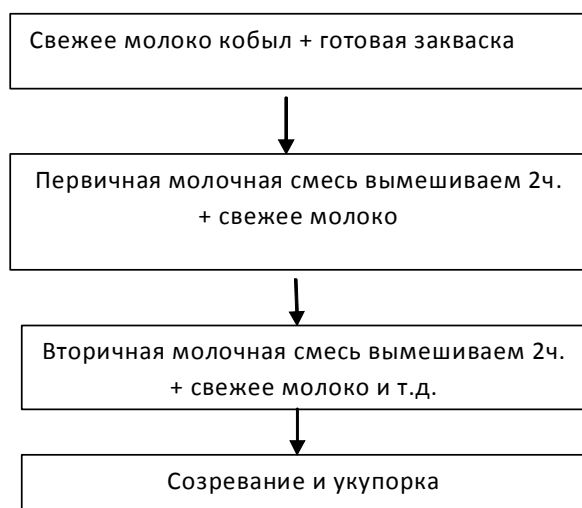 Свежее молоко кобыл + готовая закваска
Первичная молочная смесь вымешиваем 2ч.
+ свежее молоко
Вторичная молочная смесь вымешиваем 2ч.
+ свежее молоко и т.д.
Созревание и укупорка